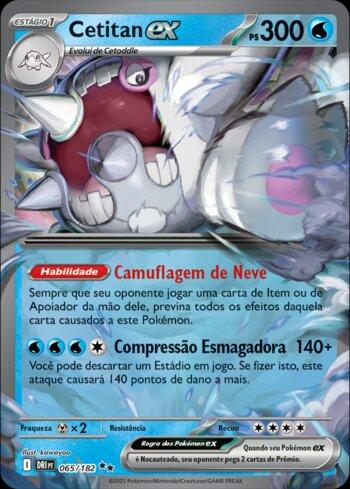 ESTÁGIO 1 Cetitan ex PS 300
Evolui de Cetoddle
Habilidade Camuflagem de Neve
Sempre que seu oponente jogar uma carta de Item ou de
Apoiador da mão dele, previna todos os efeitos daquela
carta causados a este Pokémon.
Compressão Esmagadora 140+
Você pode descartar um Estádio em jogo. Se fizer isto, este
ataque causará 140 pontos de dano a mais.
Fraqueza ×2 Resistência Recuo
Regra dos Pokémon ex Quando seu Pokémon ex
é Nocauteado, seu oponente pega 2 cartas de Prêmio.
Ilust. kawayoo
I DRI PT 065/182
©2025 Pokémon/Nintendo/Creatures/GAME FREAK